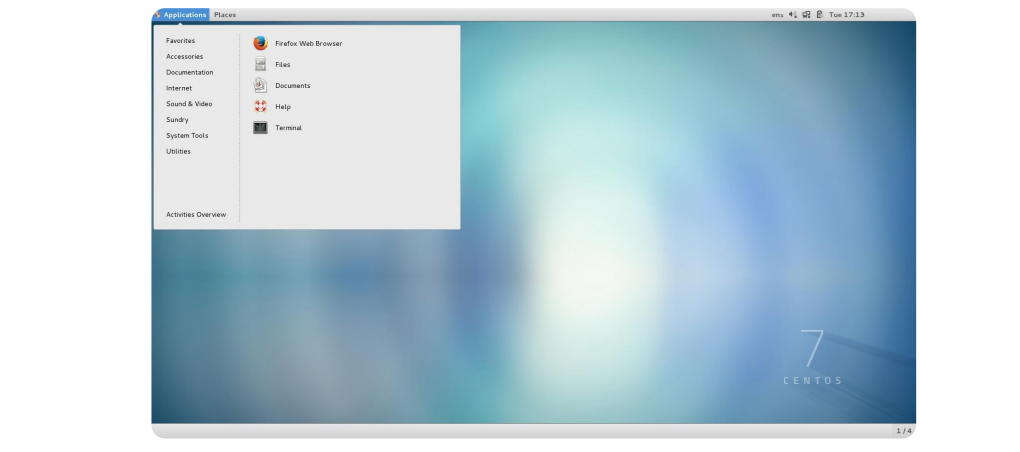 Applications Places
en₁ Tue 17:13
Favorites
Accessories
Documentation
Internet
Sound & Video
Sundry
System Tools
Utilities
Activities Overview
Firefox Web Browser
Files
Documents
Help
Terminal
7
CENTOS
1 / 4